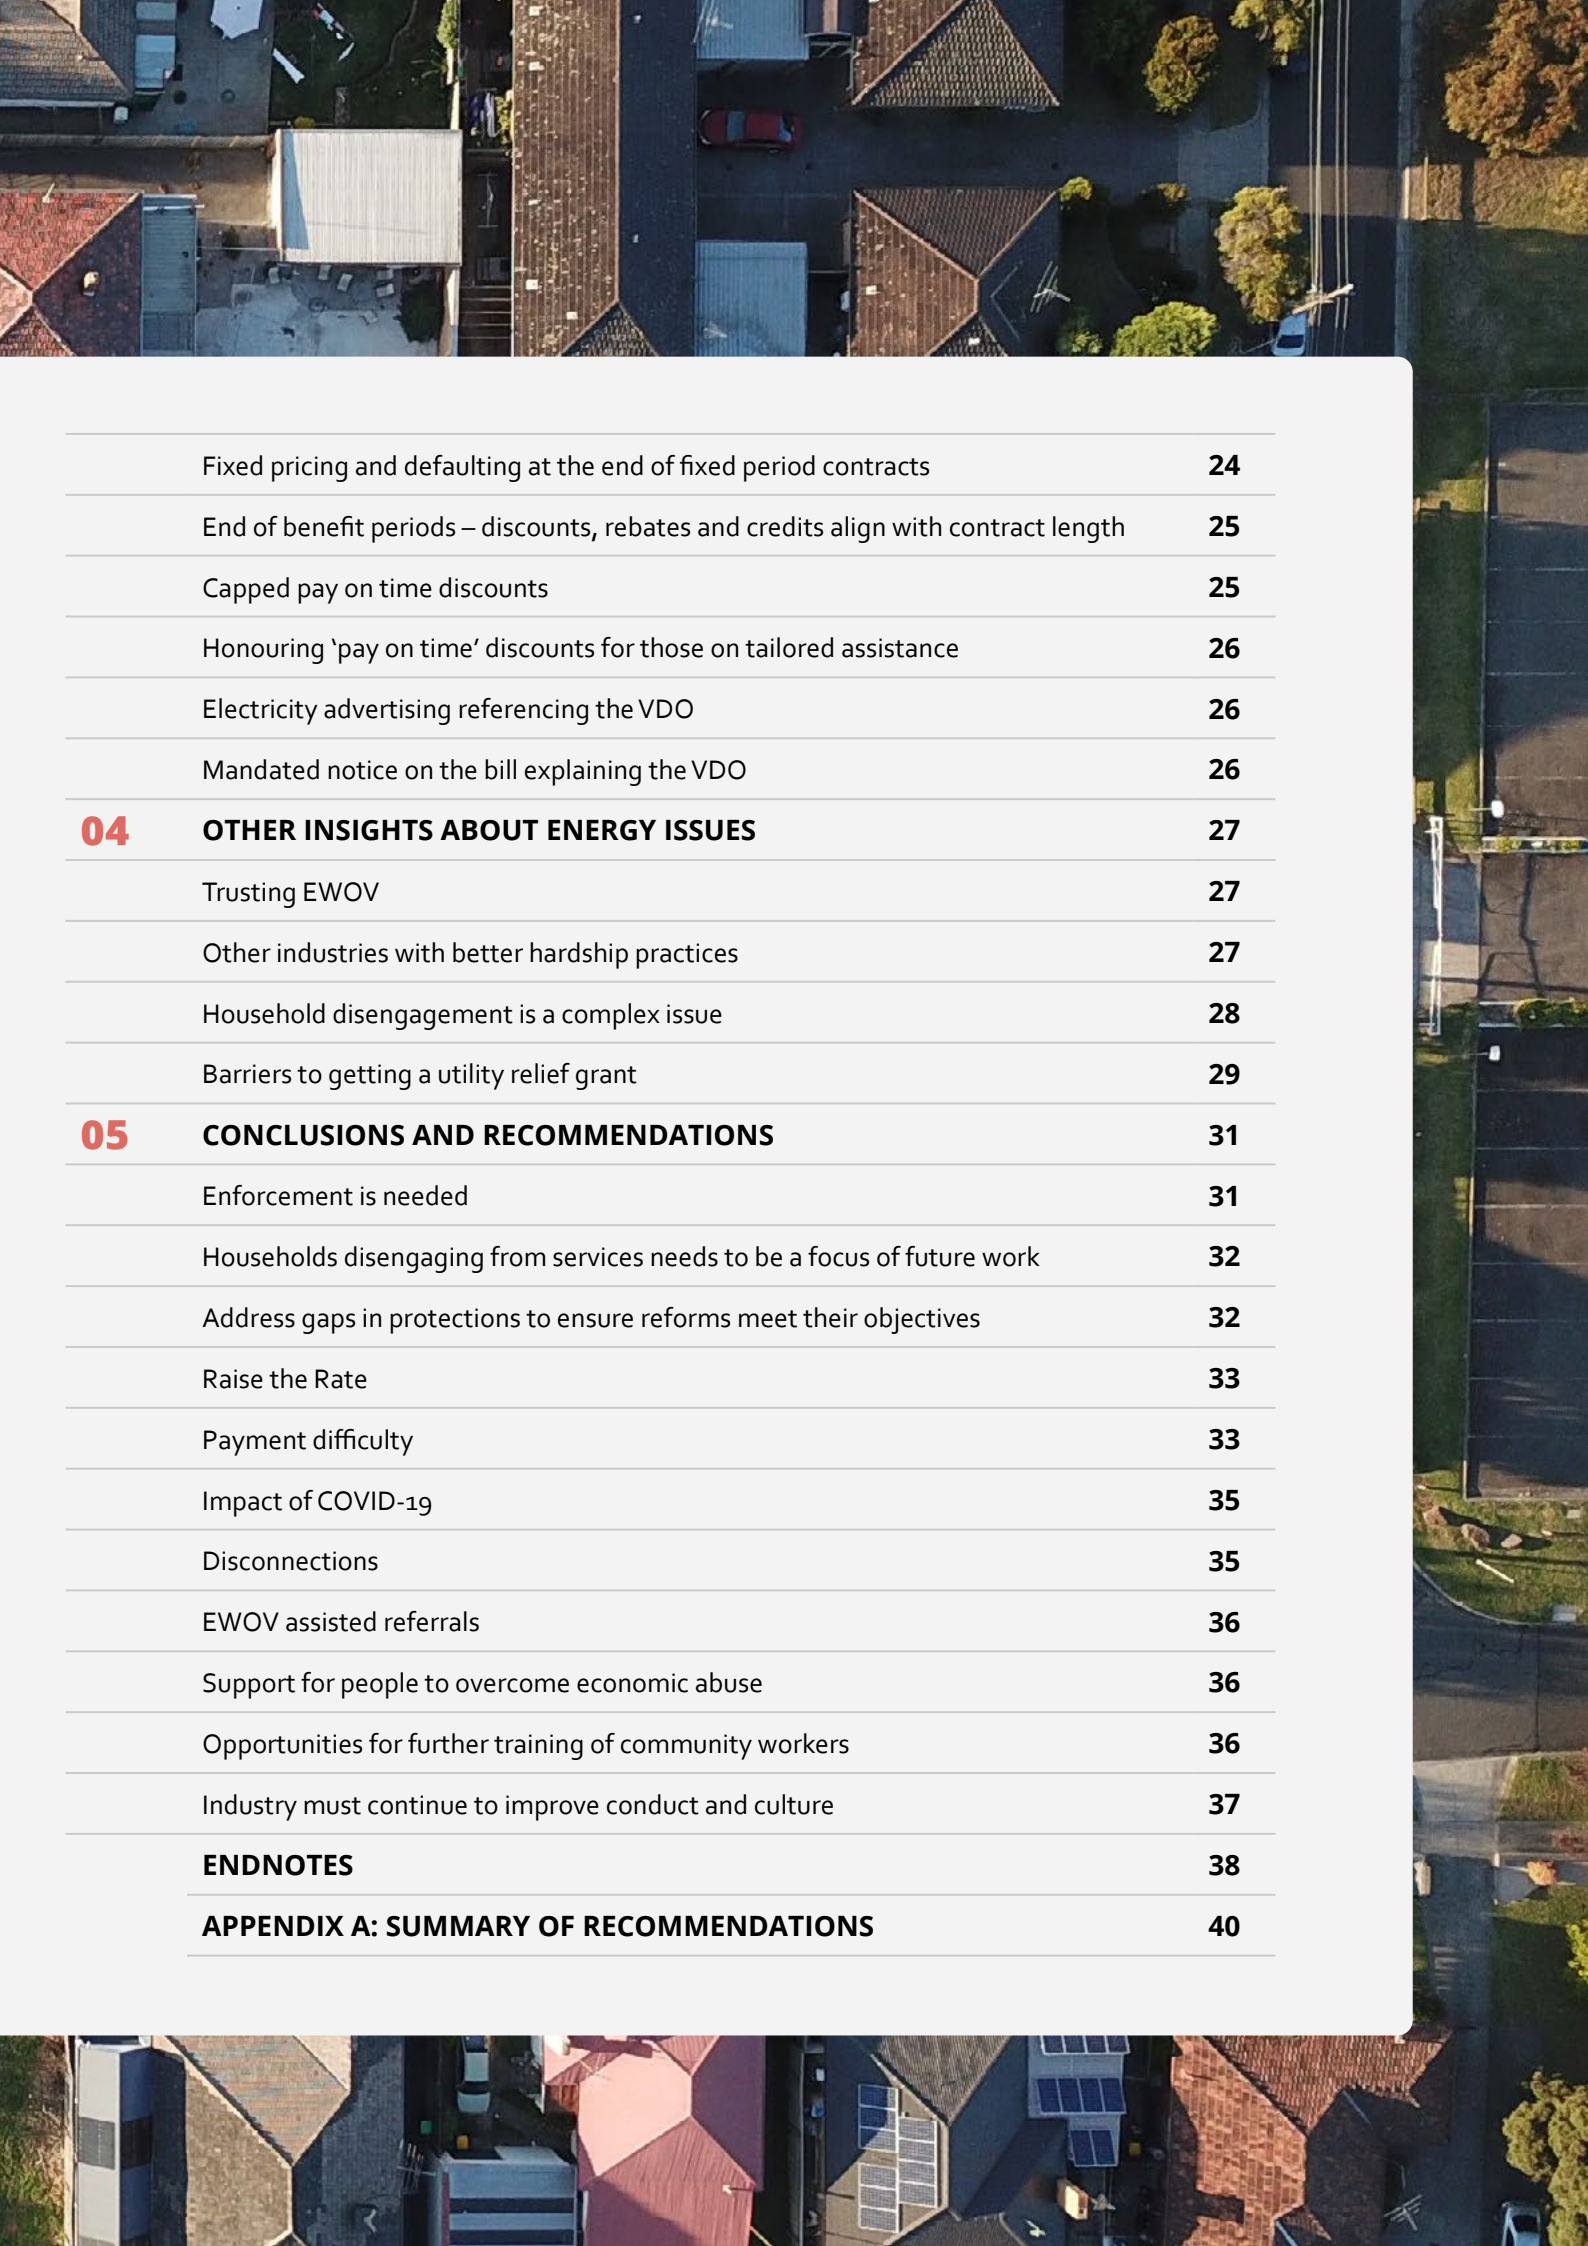 Fixed pricing and defaulting at the end of fixed period contracts 24
End of benefit periods – discounts, rebates and credits align with contract length 25
Capped pay on time discounts 25
Honouring ‘pay on time’ discounts for those on tailored assistance 26
Electricity advertising referencing the VDO 26
Mandated notice on the bill explaining the VDO 26
04 OTHER INSIGHTS ABOUT ENERGY ISSUES 27
Trusting EWOV 27
Other industries with better hardship practices 27
Household disengagement is a complex issue 28
Barriers to getting a utility relief grant 29
05 CONCLUSIONS AND RECOMMENDATIONS 31
Enforcement is needed 31
Households disengaging from services needs to be a focus of future work 32
Address gaps in protections to ensure reforms meet their objectives 32
Raise the Rate 33
Payment difficulty 33
Impact of COVID-19 35
Disconnections 35
EWOV assisted referrals 36
Support for people to overcome economic abuse 36
Opportunities for further training of community workers 36
Industry must continue to improve conduct and culture 37
ENDNOTES 38
APPENDIX A: SUMMARY OF RECOMMENDATIONS 40